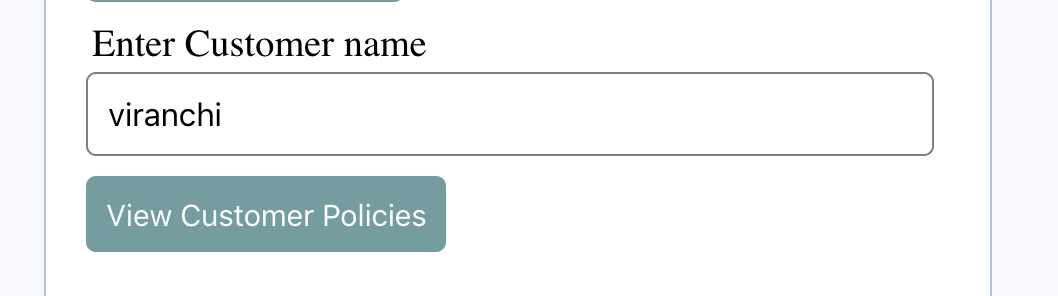 Enter Customer name
viranchi
View Customer Policies